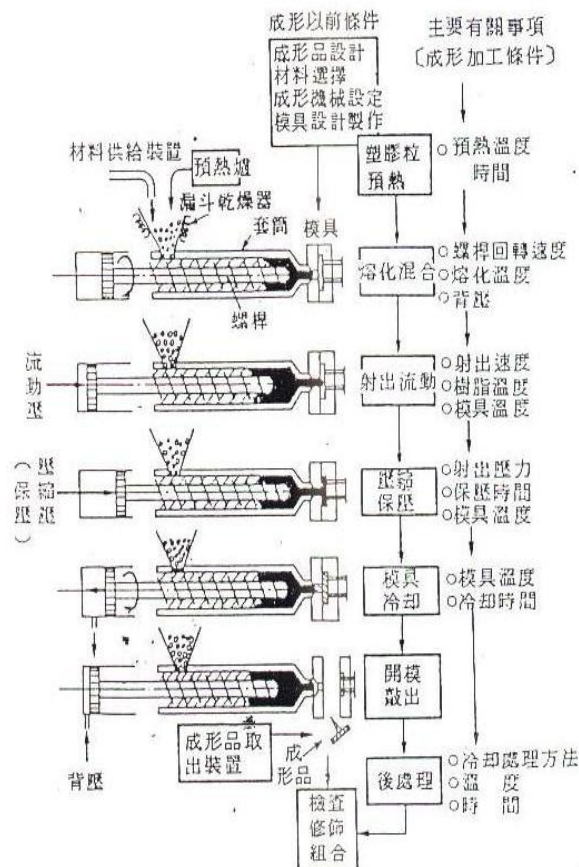 成形以前條件
成形品設計
材料選擇
成形機械設定
模具設計製作
主要有關事項
〔成形加工條件〕
材料供給裝置
預熱爐
漏斗乾燥器
套筒
模具
螺桿
塑膠粒
預熱
○預熱溫度
時間
熔化混合
○螺桿回轉速度
○熔化溫度
○背壓
流動壓
射出流動
○射出速度
○樹脂溫度
○模具溫度
壓縮壓
(保壓)
壓縮
保壓
○射出壓力
○保壓時間
○模具溫度
模具
冷却
○模具溫度
○冷却時間
開模
敲出
背壓
成形品取
出裝置
成形品
後處理
○冷却處理方法
○溫度
○時間
檢查
修飾
組合